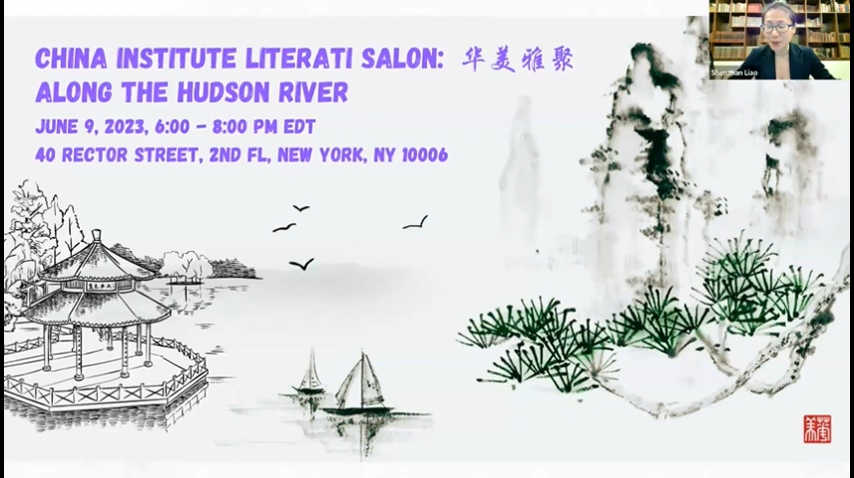 CHINA INSTITUTE LITERATI SALON: 华美雅聚
ALONG THE HUDSON RIVER
JUNE 9, 2023, 6:00 - 8:00 PM EDT
40 RECTOR STREET, 2ND FL, NEW YORK, NY 10006
Shenzhan Liao